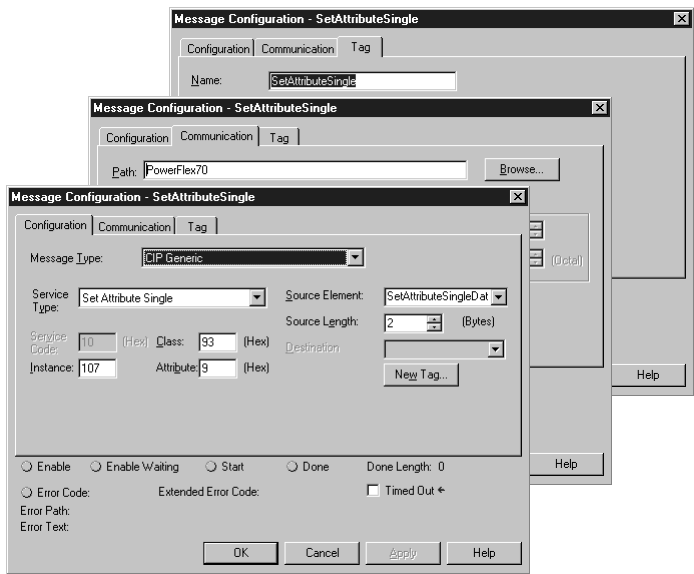 Message Configuration - SetAttributeSingle
Configuration Communication Tag
Name: SetAttributeSingle
Message Configuration - SetAttributeSingle
Configuration Communication Tag
Path: PowerFlex70 Browse...
(Octal)
Help
Message Configuration - SetAttributeSingle
Configuration Communication Tag
Message Type: CIP Generic
Service Type: Set Attribute Single
Source Element: SetAttributeSingleDat
Source Length: 2 (Bytes)
Service Code: 10 (Hex) Class: 93 (Hex)
Destination
Instance: 107 Attribute: 9 (Hex)
New Tag...
Help
Enable Enable Waiting Start Done Done Length: 0
Error Code: Extended Error Code: Timed Out
Error Path:
Error Text:
OK Cancel Apply Help